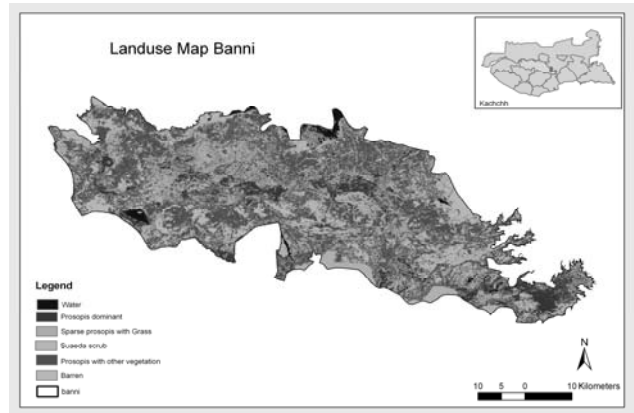 Landuse Map Banni
Kachchh
Legend
Water
Prosopis dominant
Sparse prosopis with Grass
Suaeda scrub
Prosopis with other vegetation
Barren
banni
N
10 5 0 10 Kilometers